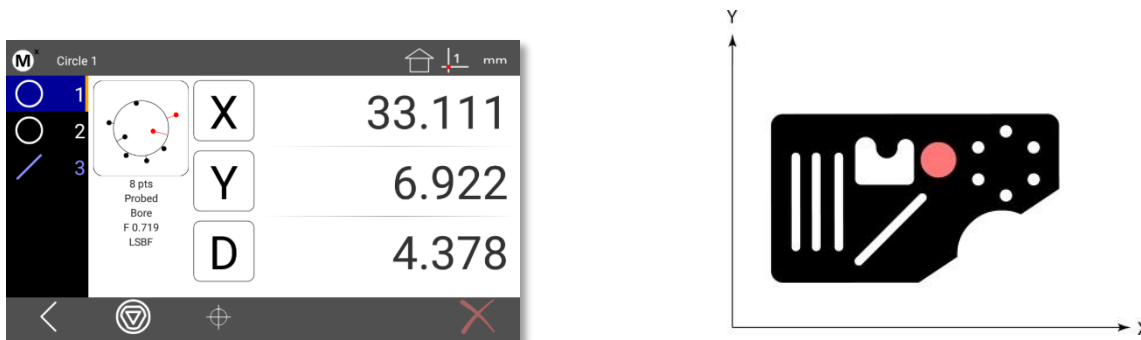 M x Circle 1 1 mm
1
2
3
8 pts
Probed
Bore
F 0.719
LSBF
X 33.111
Y 6.922
D 4.378
Y
X